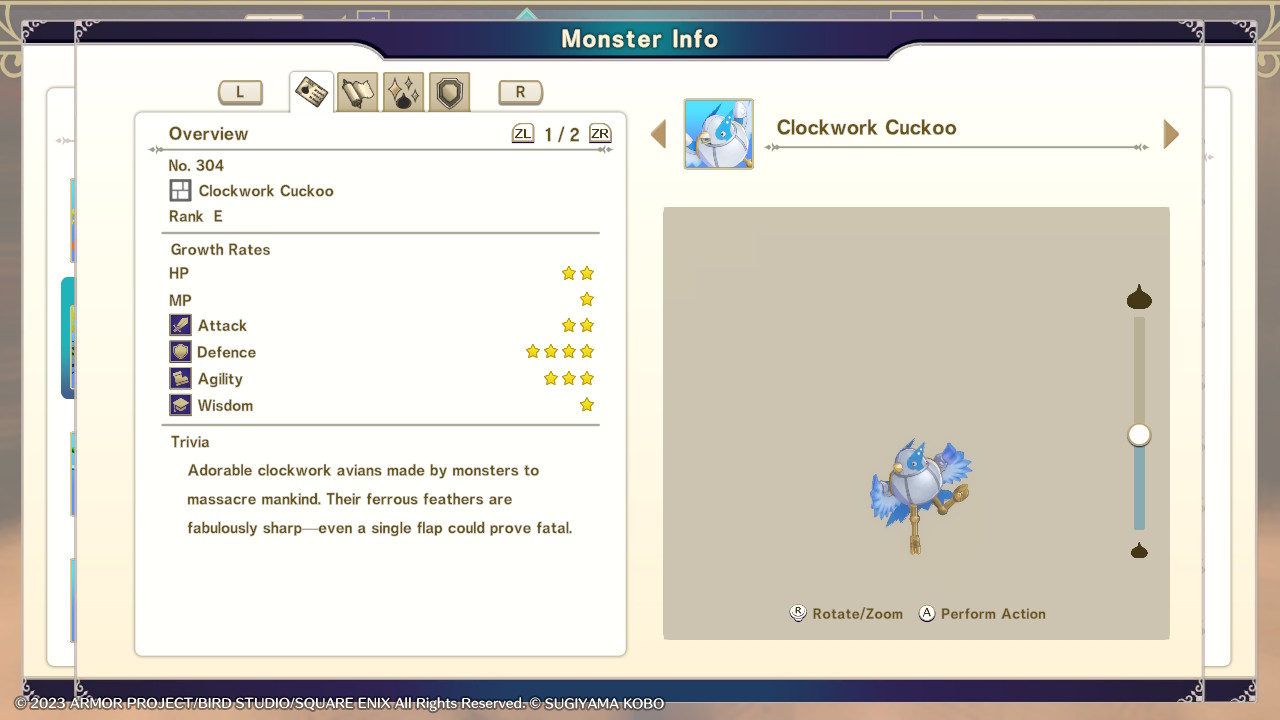 Monster Info
L
R
Overview
ZL 1 / 2 ZR
No. 304
Clockwork Cuckoo
Rank E
Growth Rates
HP
MP
Attack
Defence
Agility
Wisdom
Trivia
Adorable clockwork avians made by monsters to
massacre mankind. Their ferrous feathers are
fabulously sharp—even a single flap could prove fatal.
Clockwork Cuckoo
R Rotate/Zoom A Perform Action
© 2023 ARMOR PROJECT/BIRD STUDIO/SQUARE ENIX All Rights Reserved. © SUGIYAMA KOBO